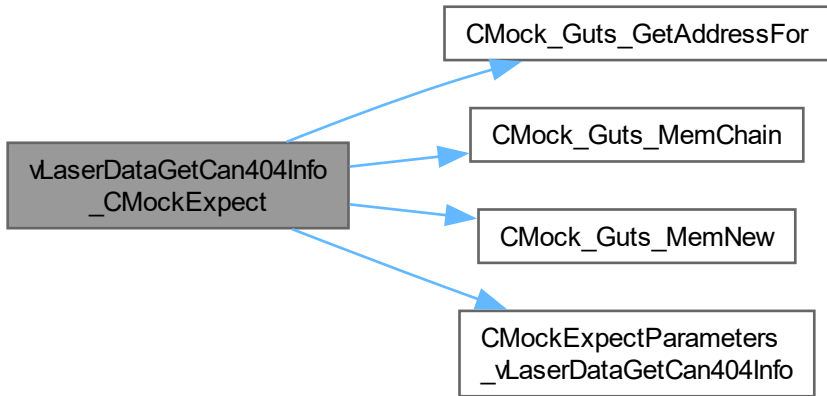 CMock_Guts_GetAddressFor
CMock_Guts_MemChain
vLaserDataGetCan404Info
_CMockExpect
CMock_Guts_MemNew
CMockExpectParameters
_vLaserDataGetCan404Info